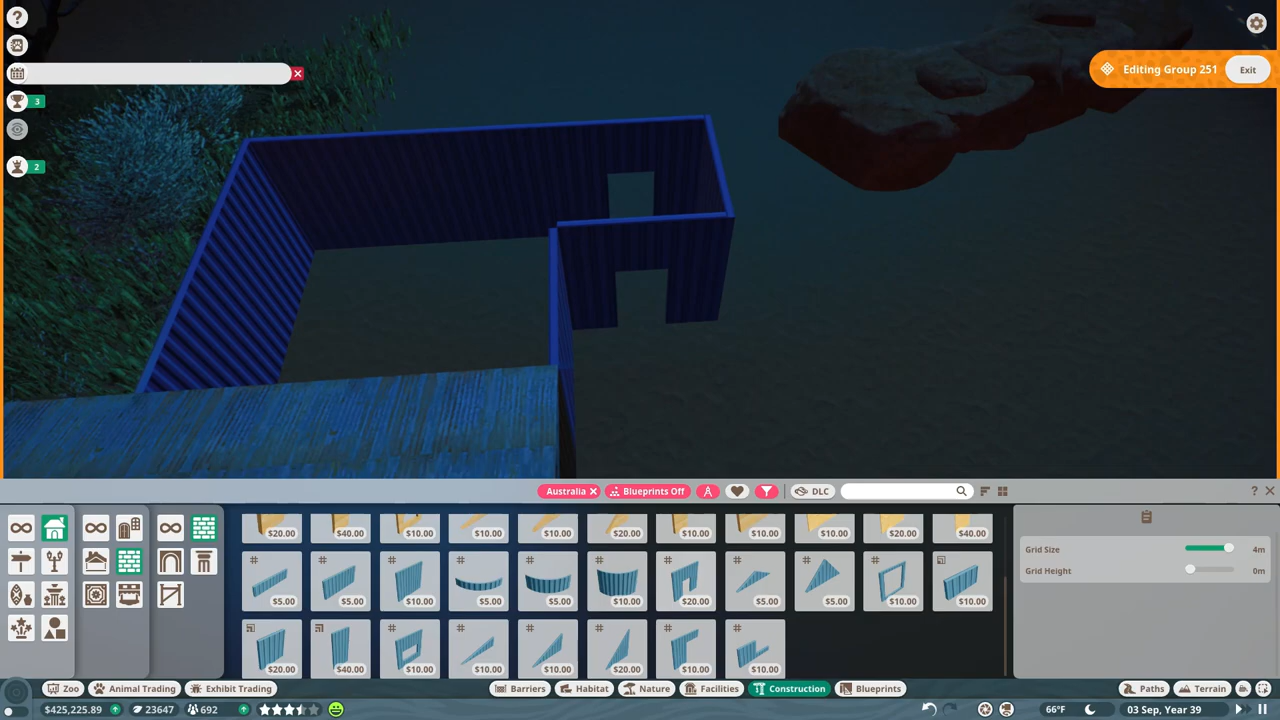 ?
Editing Group 251
Exit
3
2
Australia
Blueprints Off
DLC
?
$20.00 $40.00 $10.00 $10.00 $10.00 $20.00 $10.00 $10.00 $10.00 $20.00 $40.00
Grid Size 4m
Grid Height 0m
$5.00 $5.00 $10.00 $5.00 $5.00 $10.00 $20.00 $5.00 $5.00 $10.00 $10.00
$20.00 $40.00 $10.00 $10.00 $10.00 $20.00 $10.00 $10.00
Zoo
Animal Trading
Exhibit Trading
Barriers
Habitat
Nature
Facilities
Construction
Blueprints
Paths
Terrain
$425,225.89
23647
692
66°F
03 Sep, Year 39